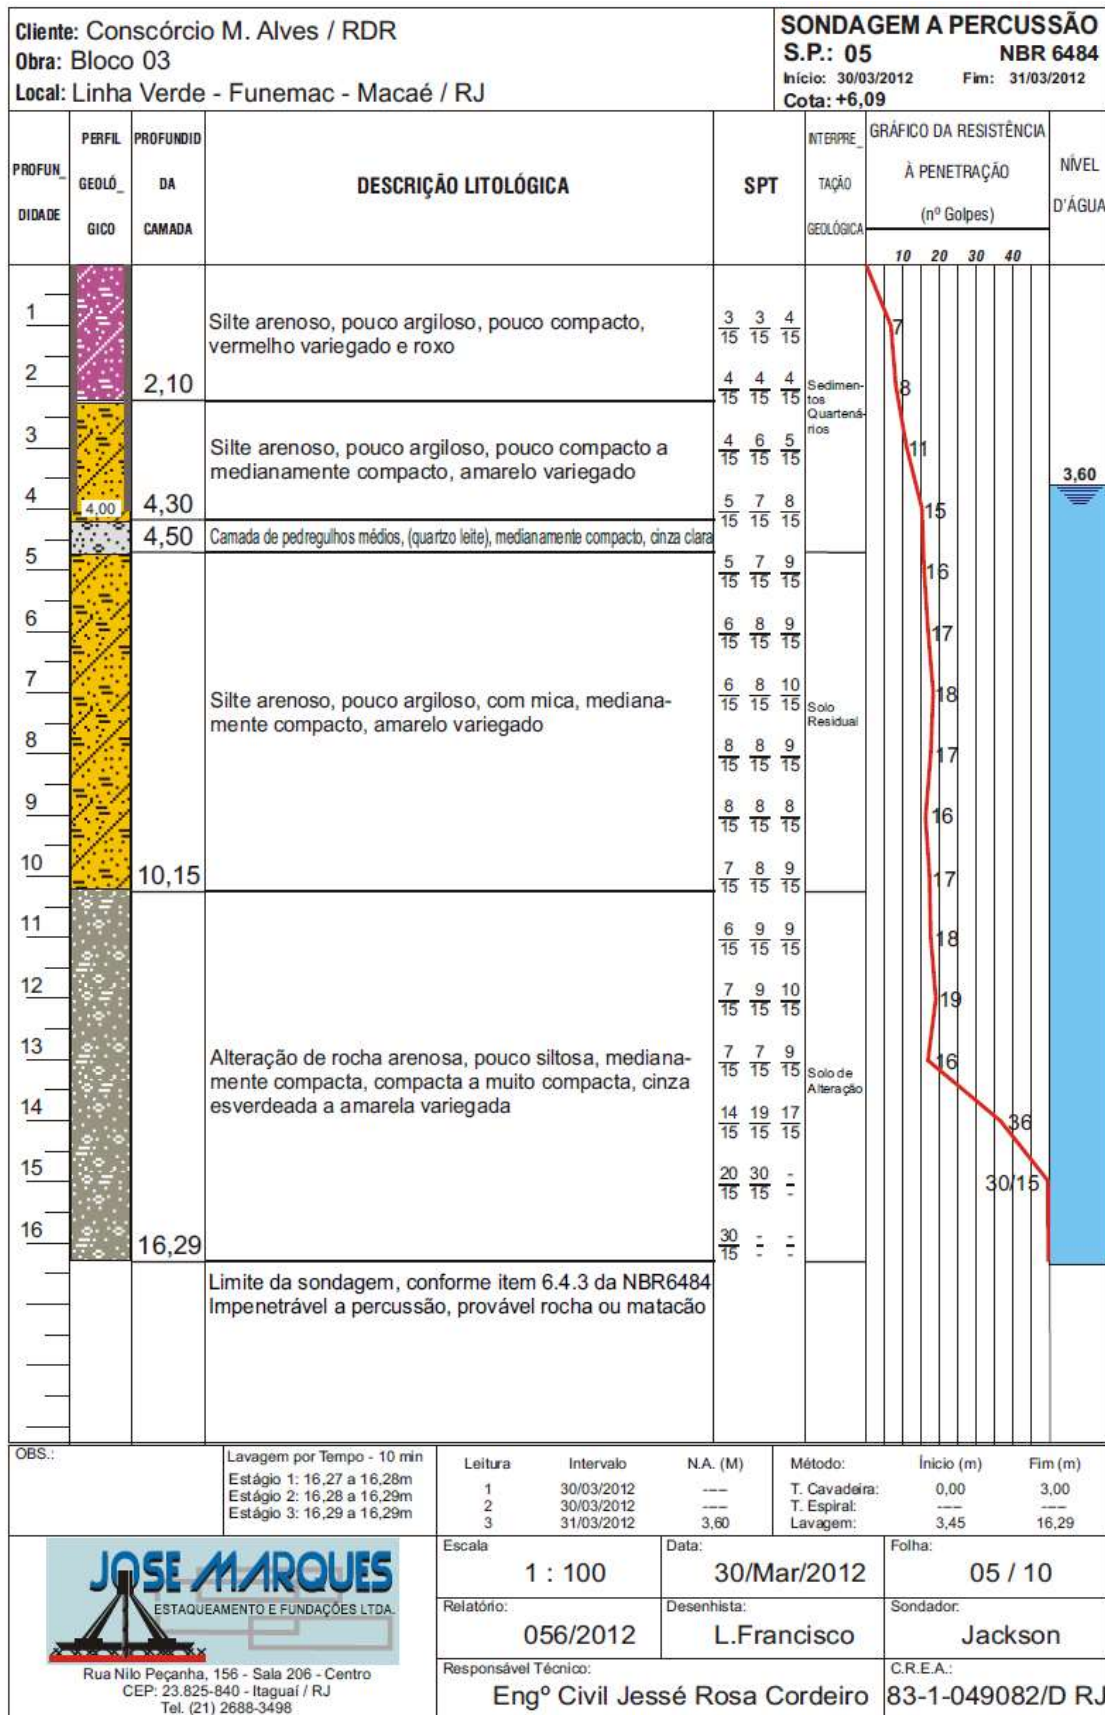 Cliente: Conscórcio M. Alves / RDR
Obra: Bloco 03
Local: Linha Verde - Funemac - Macaé / RJ
SONDAGEM A PERCUSSÃO
S.P.: 05 NBR 6484
Início: 30/03/2012 Fim: 31/03/2012
Cota: +6,09
PROFUN_
DIDADE
PERFIL
GEOLÓ_
GICO
PROFUNDID
DA
CAMADA
DESCRIÇÃO LITOLÓGICA
SPT
INTERPRE_
TAÇÃO
GEOLÓGICA
GRÁFICO DA RESISTÊNCIA
À PENETRAÇÃO
(nº Golpes)
10 20 30 40
NÍVEL
D'ÁGUA
1
Silte arenoso, pouco argiloso, pouco compacto,
vermelho variegado e roxo
3/15 3/15 4/15
7
2
2,10
4/15 4/15 4/15
8
Sedimen-
tos
Quartená-
rios
3
Silte arenoso, pouco argiloso, pouco compacto a
medianamente compacto, amarelo variegado
4/15 6/15 5/15
11
3,60
4
4,00
4,30
5/15 7/15 8/15
15
4,50
Camada de pedregulhos médios, (quartzo leite), medianamente compacto, cinza clara
5
5/15 7/15 9/15
16
6
6/15 8/15 9/15
17
7
Silte arenoso, pouco argiloso, com mica, mediana-
mente compacto, amarelo variegado
6/15 8/15 10/15
Solo
Residual
18
8
8/15 8/15 9/15
17
9
8/15 8/15 8/15
16
10
10,15
7/15 8/15 9/15
17
11
6/15 9/15 9/15
18
12
7/15 9/15 10/15
19
13
Alteração de rocha arenosa, pouco siltosa, mediana-
mente compacta, compacta a muito compacta, cinza
esverdeada a amarela variegada
7/15 7/15 9/15
Solo de
Alteração
16
14
14/15 19/15 17/15
36
15
20/15 30/15 -/-
30/15
16
16,29
30/15 -/- -/-
Limite da sondagem, conforme item 6.4.3 da NBR6484
Impenetrável a percussão, provável rocha ou matacão
OBS.:
Lavagem por Tempo - 10 min
Estágio 1: 16,27 a 16,28m
Estágio 2: 16,28 a 16,29m
Estágio 3: 16,29 a 16,29m
Leitura Intervalo N.A. (M)
1 30/03/2012 ----
2 30/03/2012 ----
3 31/03/2012 3,60
Método: Ínicio (m) Fim (m)
T. Cavadeira: 0,00 3,00
T. Espiral: ---- ----
Lavagem: 3,45 16,29
JOSE MARQUES
ESTAQUEAMENTO E FUNDAÇÕES LTDA.
Rua Nilo Peçanha, 156 - Sala 206 - Centro
CEP: 23.825-840 - Itaguaí / RJ
Tel. (21) 2688-3498
Escala
1 : 100
Data:
30/Mar/2012
Folha:
05 / 10
Relatório:
056/2012
Desenhista:
L.Francisco
Sondador:
Jackson
Responsável Técnico:
Engº Civil Jessé Rosa Cordeiro
C.R.E.A.:
83-1-049082/D RJ